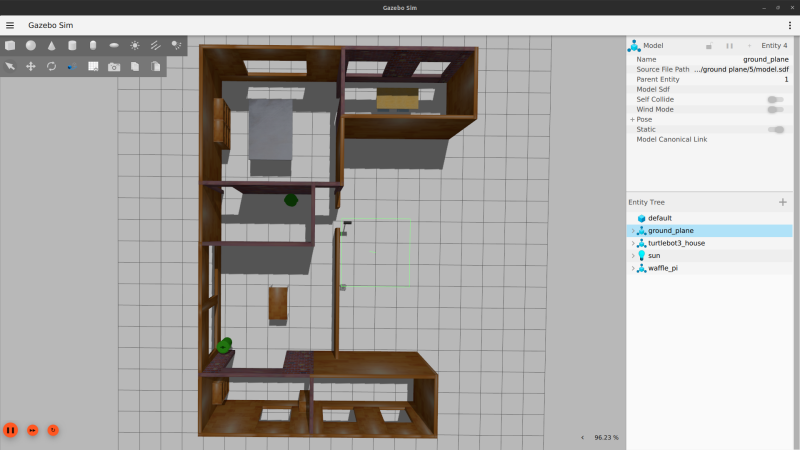 Gazebo Sim
Gazebo Sim
Model
Entity 4
Name ground_plane
Source File Path .../ground plane/5/model.sdf
Parent Entity 1
Model Sdf
Self Collide
Wind Mode
+ Pose
Static
Model Canonical Link
Entity Tree
default
ground_plane
turtlebot3_house
sun
waffle_pi
96.23 %